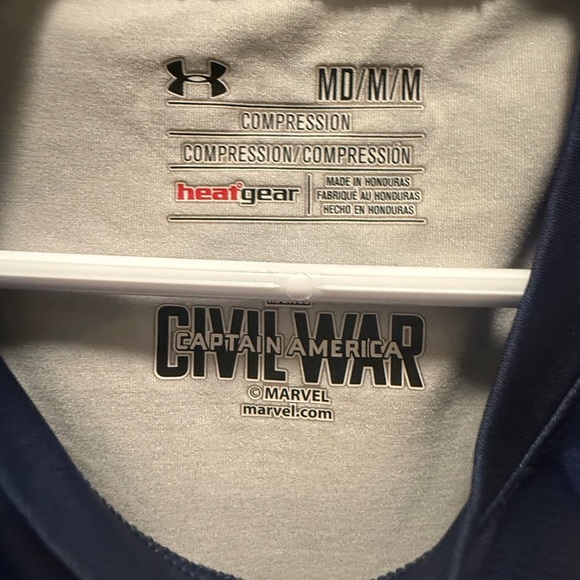 MD/M/M
COMPRESSION
COMPRESSION/COMPRESIÓN
heatgear
MADE IN HONDURAS
FABRIQUÉ AU HONDURAS
HECHO EN HONDURAS
CIVIL WAR
CAPTAIN AMERICA
©MARVEL
marvel.com